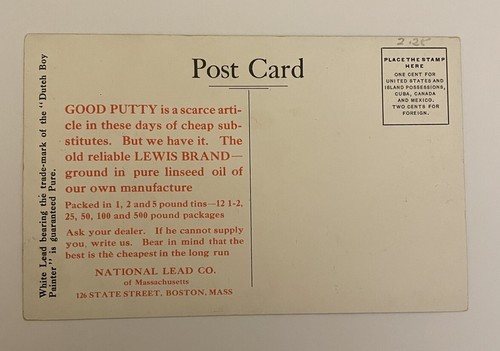 2-25
Post Card
PLACE THE STAMP
HERE
ONE CENT FOR
UNITED STATES AND
ISLAND POSSESSIONS,
CUBA, CANADA
AND MEXICO.
TWO CENTS FOR
FOREIGN.
White Lead bearing the trade-mark of the "Dutch Boy
Painter" is guaranteed Pure.
GOOD PUTTY is a scarce arti-
cle in these days of cheap sub-
stitutes. But we have it. The
old reliable LEWIS BRAND—
ground in pure linseed oil of
our own manufacture
Packed in 1, 2 and 5 pound tins—12 1-2,
25, 50, 100 and 500 pound packages
Ask your dealer. If he cannot supply
you, write us. Bear in mind that the
best is the cheapest in the long run
NATIONAL LEAD CO.
of Massachusetts
126 STATE STREET, BOSTON, MASS